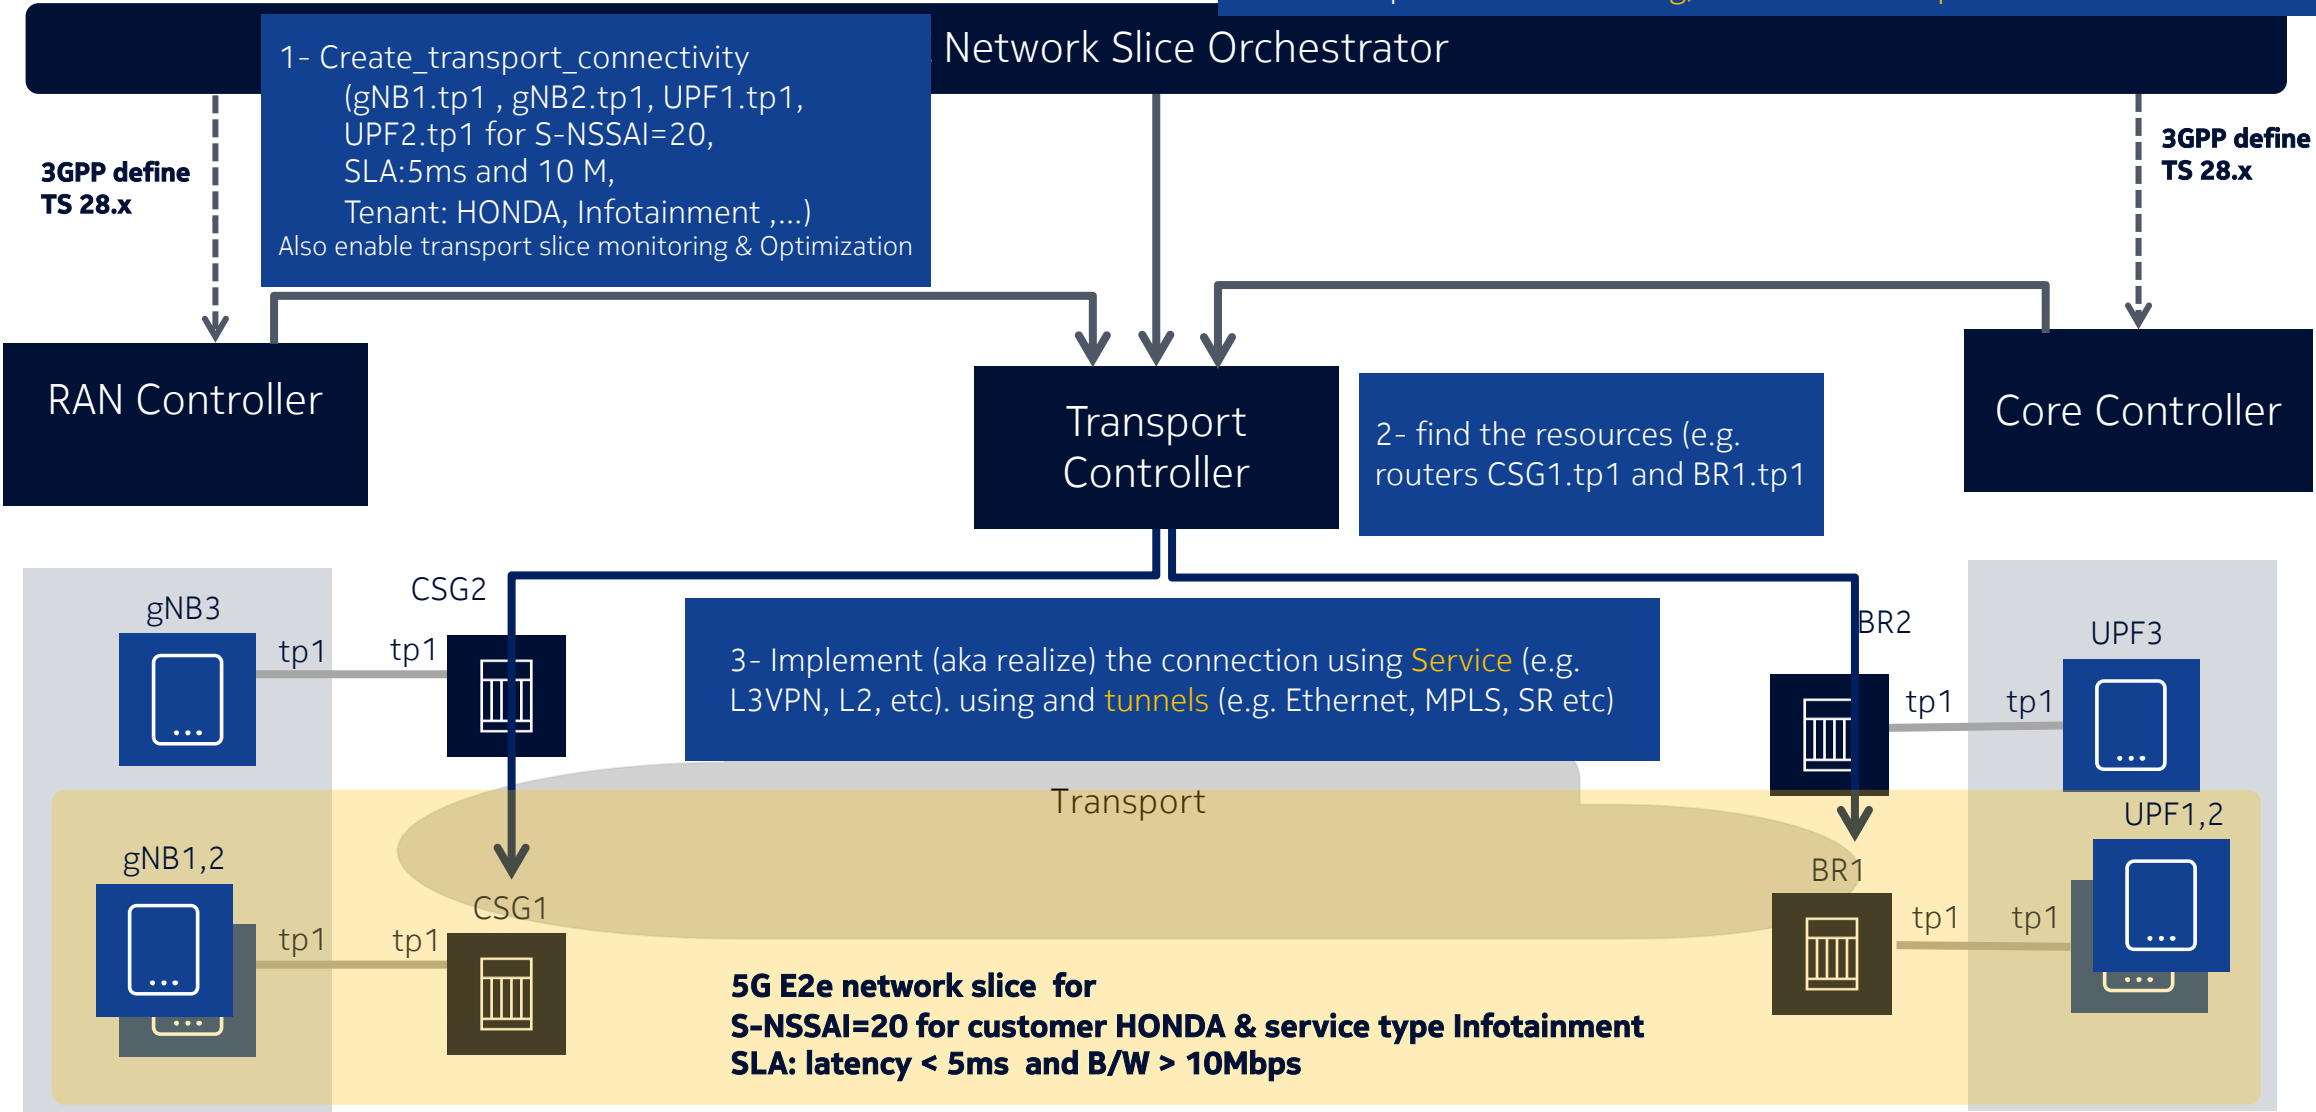 Network Slice Orchestrator
1- Create_transport_connectivity
(gNB1.tp1 , gNB2.tp1, UPF1.tp1,
UPF2.tp1 for S-NSSAI=20,
SLA:5ms and 10 M,
Tenant: HONDA, Infotainment ,...)
Also enable transport slice monitoring & Optimization
3GPP define
TS 28.x
3GPP define
TS 28.x
RAN Controller
Transport
Controller
2- find the resources (e.g.
routers CSG1.tp1 and BR1.tp1
Core Controller
gNB3
CSG2
tp1
tp1
3- Implement (aka realize) the connection using Service (e.g.
L3VPN, L2, etc). using and tunnels (e.g. Ethernet, MPLS, SR etc)
BR2
UPF3
tp1
tp1
Transport
gNB1,2
CSG1
tp1
tp1
BR1
UPF1,2
tp1
tp1
5G E2e network slice for
S-NSSAI=20 for customer HONDA & service type Infotainment
SLA: latency < 5ms and B/W > 10Mbps